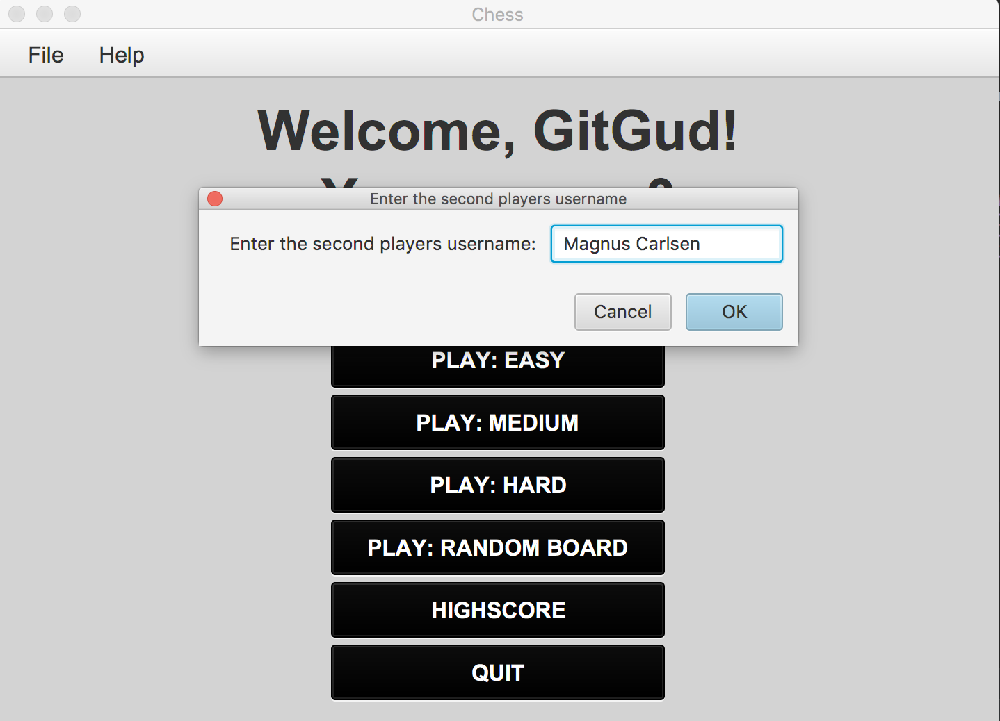 Chess
File Help
Welcome, GitGud!
Enter the second players username
Enter the second players username: Magnus Carlsen
Cancel OK
PLAY: EASY
PLAY: MEDIUM
PLAY: HARD
PLAY: RANDOM BOARD
HIGHSCORE
QUIT